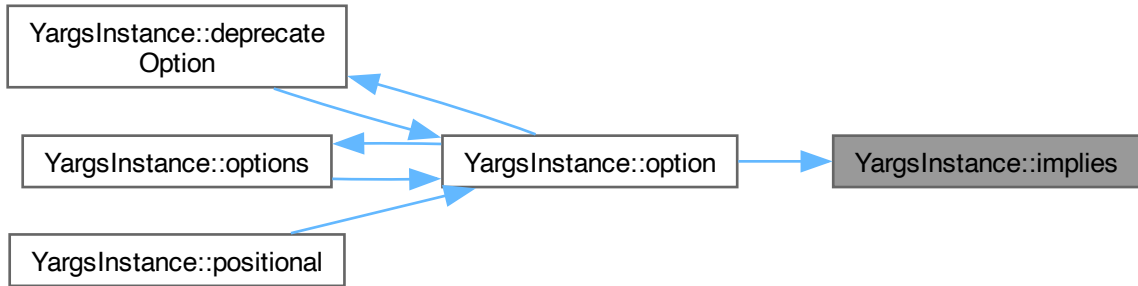 YargsInstance::deprecate
Option
YargsInstance::options
YargsInstance::option
YargsInstance::implies
YargsInstance::positional